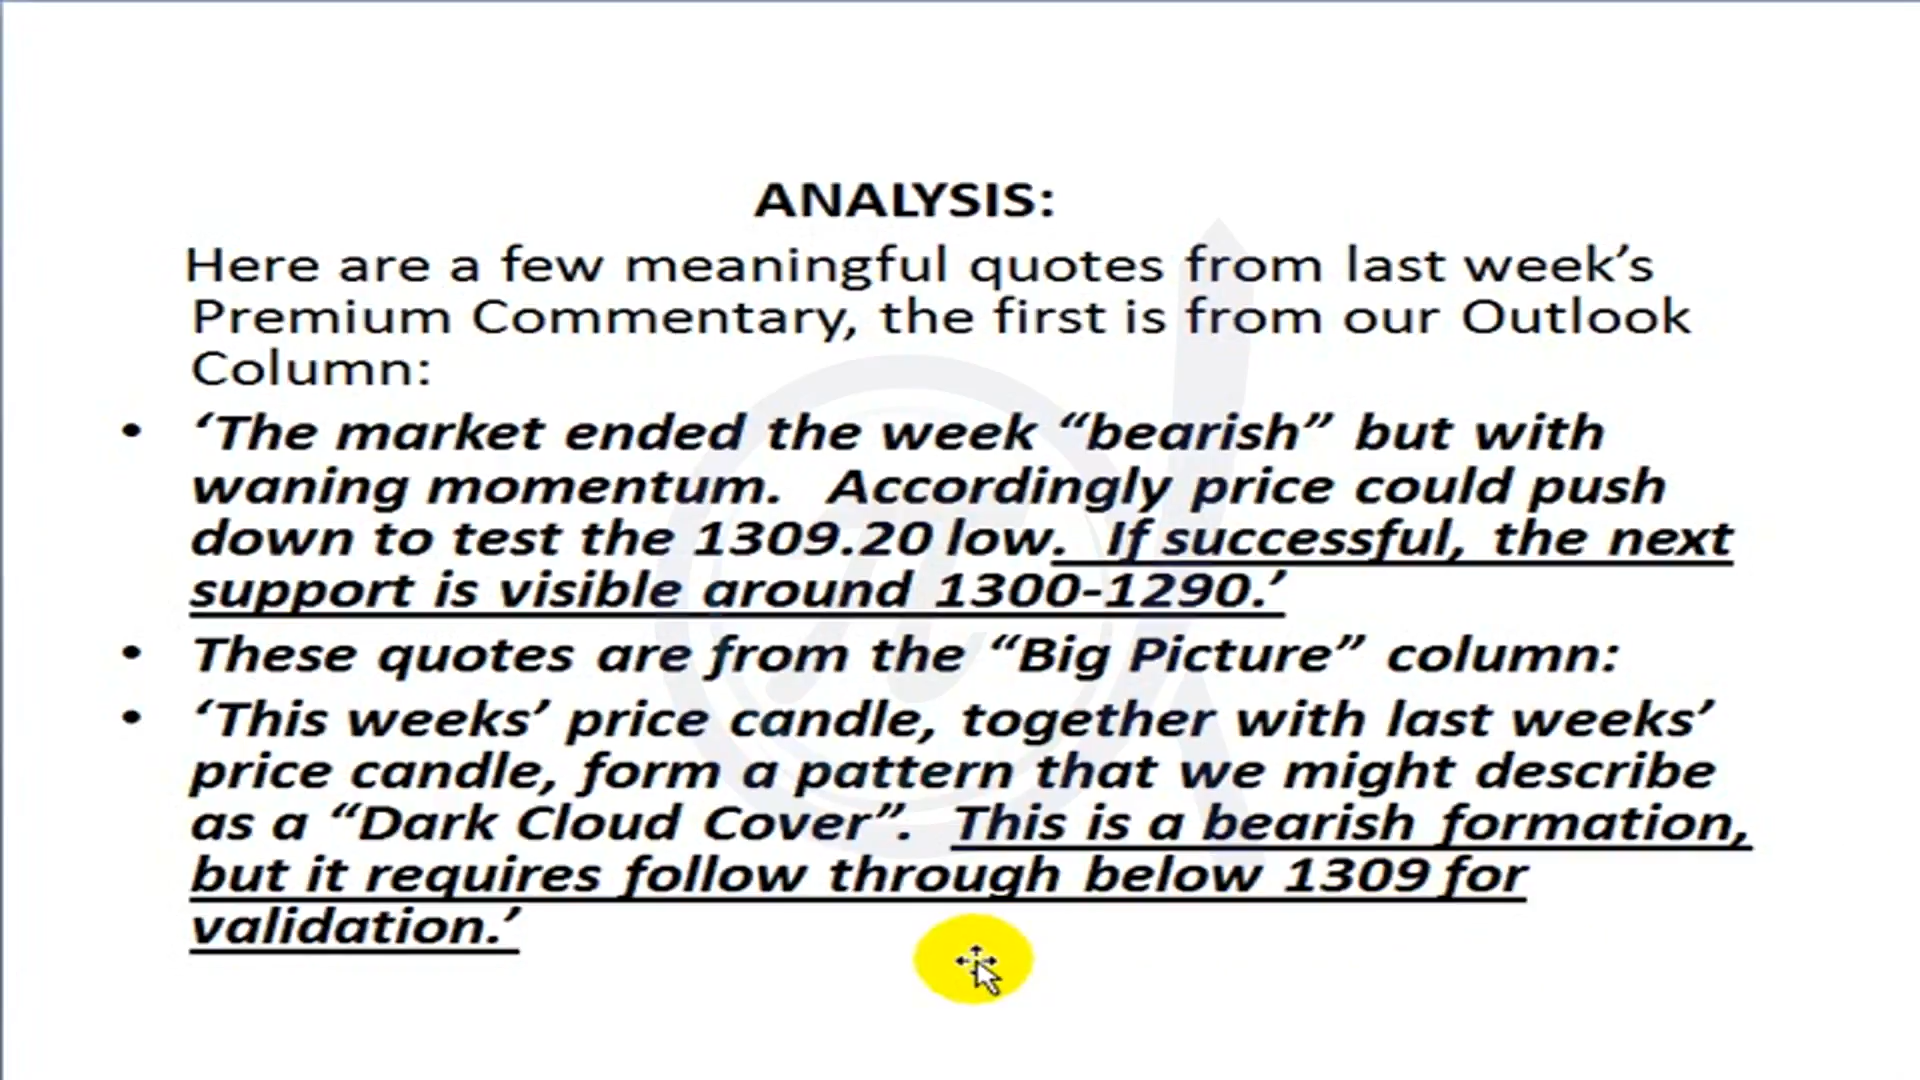 ANALYSIS:
Here are a few meaningful quotes from last week’s
Premium Commentary, the first is from our Outlook
Column:
• ‘The market ended the week “bearish” but with
waning momentum.  Accordingly price could push
down to test the 1309.20 low.  If successful, the next
support is visible around 1300-1290.’
• These quotes are from the “Big Picture” column:
• ‘This weeks’ price candle, together with last weeks’
price candle, form a pattern that we might describe
as a “Dark Cloud Cover”.  This is a bearish formation,
but it requires follow through below 1309 for
validation.’